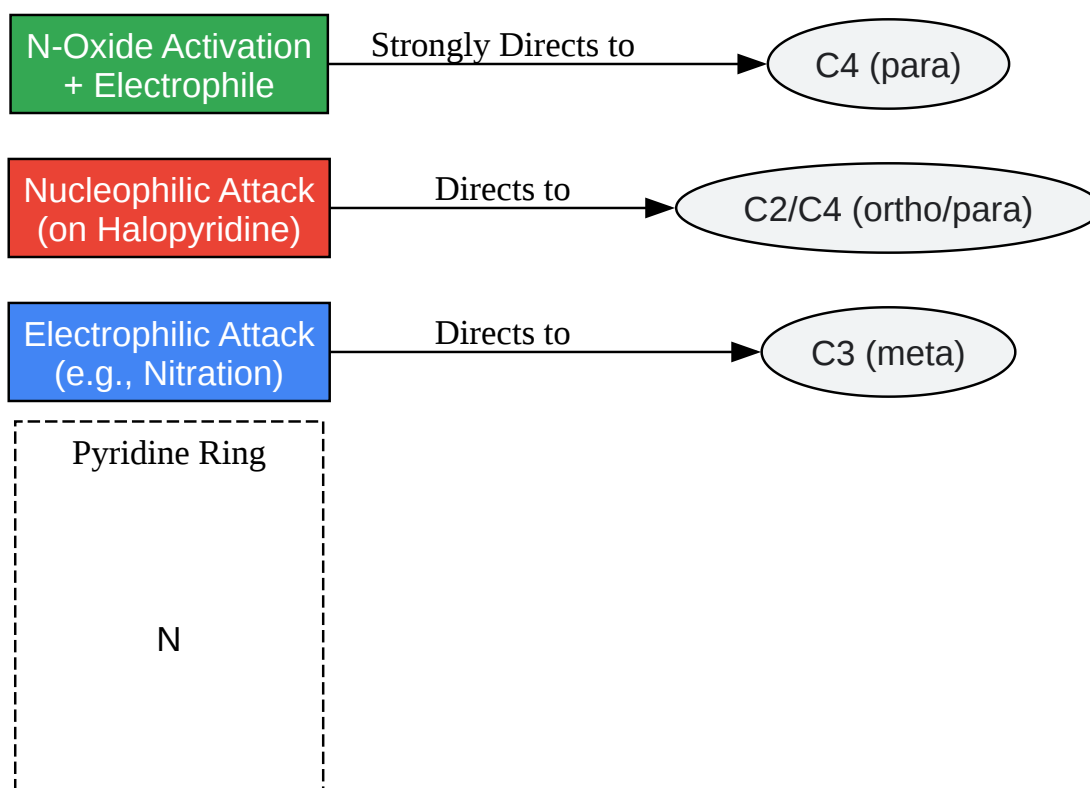 N-Oxide Activation
+ Electrophile
Strongly Directs to
C4 (para)
Nucleophilic Attack
(on Halopyridine)
Directs to
C2/C4 (ortho/para)
Electrophilic Attack
(e.g., Nitration)
Directs to
C3 (meta)
Pyridine Ring
N